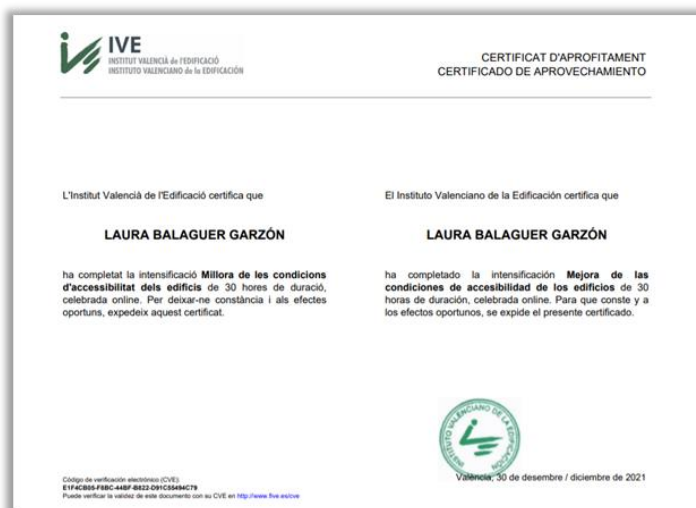 IVE
INSTITUT VALENCIÀ de l'EDIFICACIÓ
INSTITUTO VALENCIANO de la EDIFICACIÓN
CERTIFICAT D'APROFITAMENT
CERTIFICADO DE APROVECHAMIENTO
L'Institut Valencià de l'Edificació certifica que
LAURA BALAGUER GARZÓN
ha completat la intensificació Millora de les condicions
d'accessibilitat dels edificis de 30 hores de duració,
celebrada online. Per deixar-ne constància i als efectes
oportuns, expedeix aquest certificat.
El Instituto Valenciano de la Edificación certifica que
LAURA BALAGUER GARZÓN
ha completado la intensificación Mejora de las
condiciones de accesibilidad de los edificios de 30
horas de duración, celebrada online. Para que conste y a
los efectos oportunos, se expide el presente certificado.
INSTITUTO VALENCIANO DE LA EDIFICACIÓN
València, 30 de desembre / diciembre de 2021
Código de verificación electrónico (CVE):
Puede verificar la validez de este documento con su CVE en http://www.five.es/cve